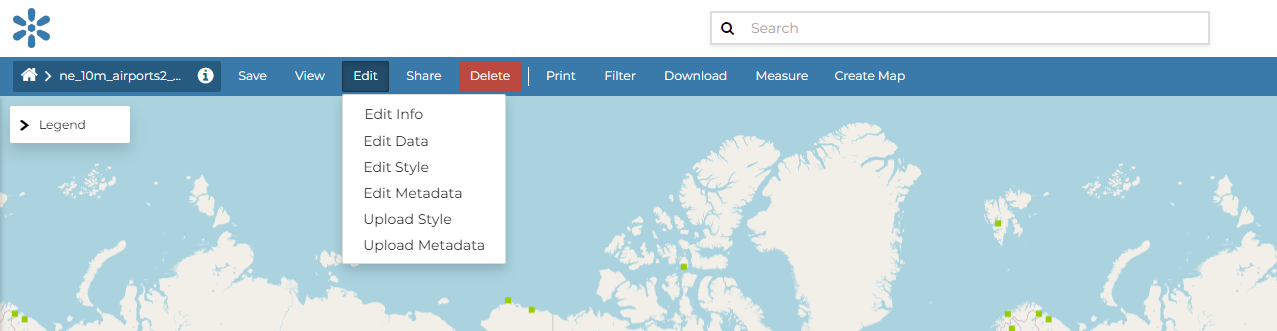 Search
ne_10m_airports2_... Save View Edit Share Delete Print Filter Download Measure Create Map
Legend
Edit Info
Edit Data
Edit Style
Edit Metadata
Upload Style
Upload Metadata